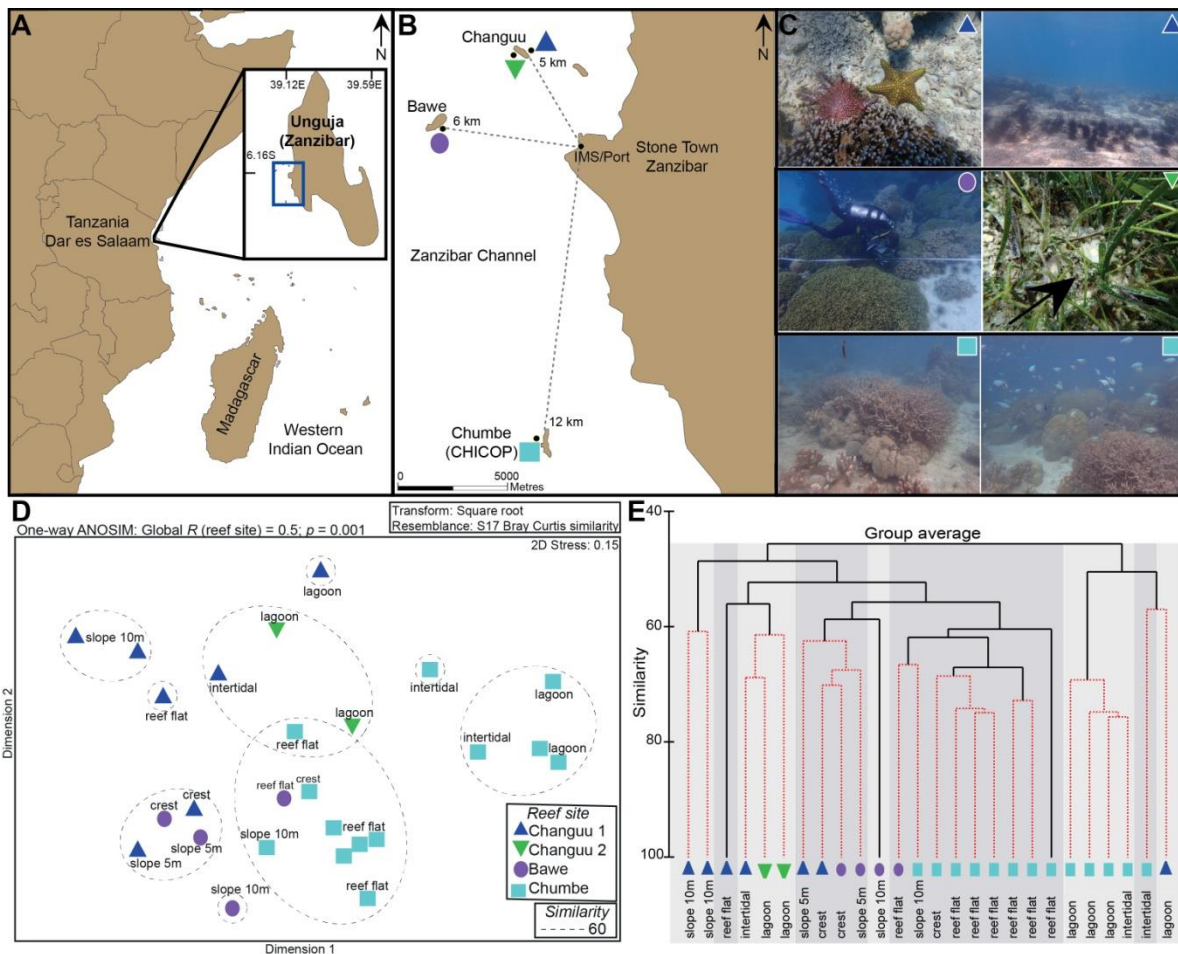 A
N
39.12
39.59
E
E
Unguja
(Zanzibar)
6.16S
Tanzania
Dar es Salaam
Madagascar
Western
Indian Ocean
B
N
Changuu
5 km
Bawe
6 km
IMS/Port
Stone Town
Zanzibar
Zanzibar Channel
12 km
Chumbe
(CHICOP)
0
5000
Metres
C
D
One-way ANOSIM: Global R (reef site) = 0.5; p = 0.001
Transform: Square root
Resemblance: S17 Bray Curtis similarity
2D Stress: 0.15
lagoon
lagoon
slope 10m
intertidal
intertidal
lagoon
reef flat
lagoon
reef flat
intertidal
lagoon
reef flat
crest
crest
crest
slope 5m
slope 5m
slope 10m
reef flat
slope 10m
reef flat
Dimension 2
Dimension 1
Reef site
Changuu 1
Changuu 2
Bawe
Chumbe
Similarity
60
E
Group average
Similarity
40
60
80
100
slope 10m
slope 10m
reef flat
intertidal
lagoon
lagoon
slope 5m
crest
crest
slope 5m
slope 10m
reef flat
slope 10m
crest
reef flat
reef flat
reef flat
reef flat
reef flat
lagoon
lagoon
lagoon
intertidal
intertidal
lagoon